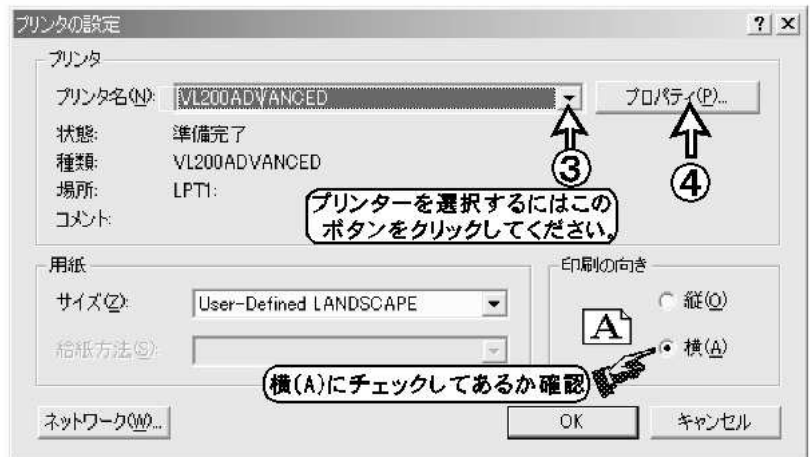 プリンタの設定
? ×
プリンタ
プリンタ名(N): VL200ADVANCED
プロパティ(P)...
状態: 準備完了
種類: VL200ADVANCED
場所: LPT1:
コメント:
③
④
プリンターを選択するにはこの
ボタンをクリックしてください。
用紙
サイズ(Z): User-Defined LANDSCAPE
給紙方法(S):
印刷の向き
A
縦(O)
横(A)
横(A)にチェックしてあるか確認
ネットワーク(W)...
OK
キャンセル